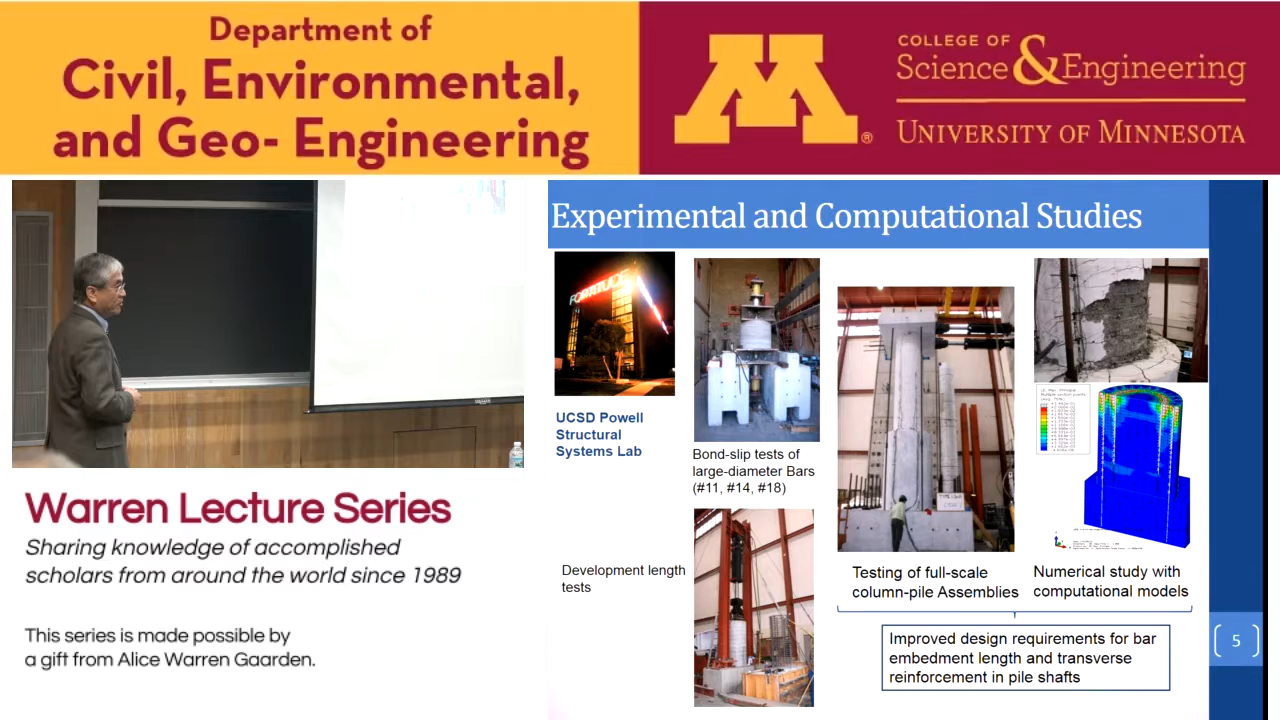 Department of
Civil, Environmental,
and Geo- Engineering
M
®
COLLEGE OF
Science & Engineering
UNIVERSITY OF MINNESOTA
Warren Lecture Series
Sharing knowledge of accomplished
scholars from around the world since 1989
This series is made possible by
a gift from Alice Warren Gaarden.
Experimental and Computational Studies
UCSD Powell
Structural
Systems Lab
Bond-slip tests of
large-diameter Bars
(#11, #14, #18)
Development length
tests
Testing of full-scale
column-pile Assemblies
Numerical study with
computational models
Improved design requirements for bar
embedment length and transverse
reinforcement in pile shafts
5